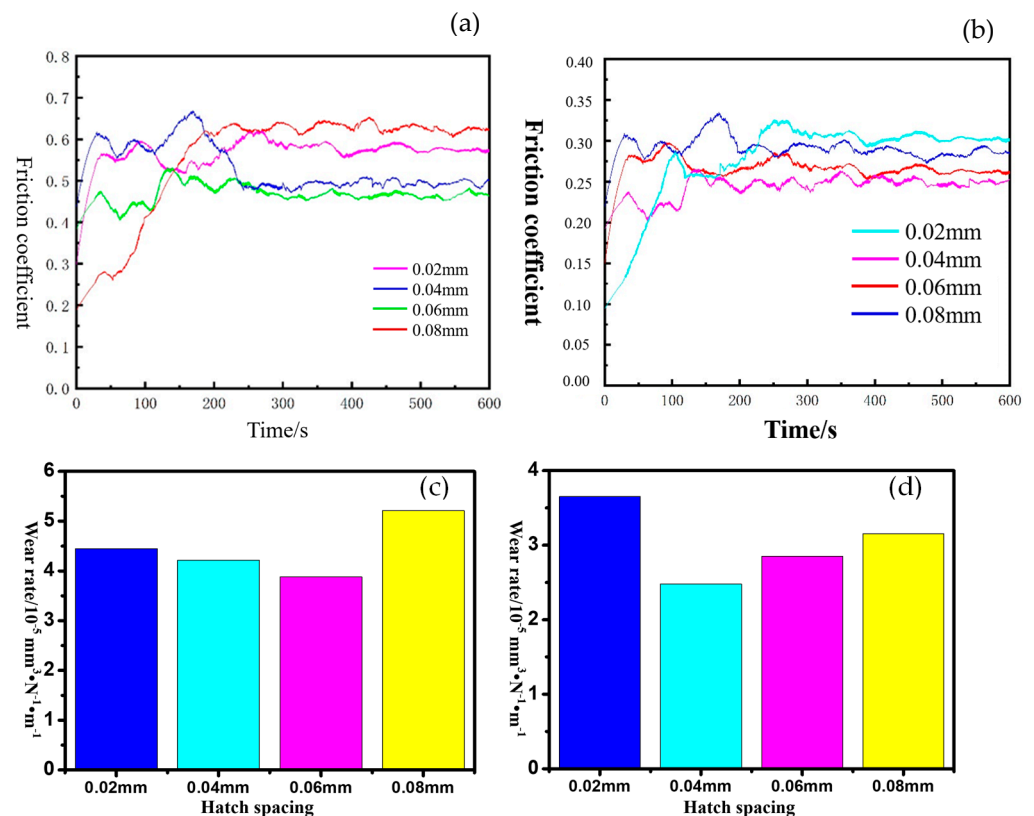 (a)
0.8
0.7
0.6
0.5
0.4
0.3
0.2
0.1
0.0
Friction coefficient
0.02mm
0.04mm
0.06mm
0.08mm
0 100 200 300 400 500 600
Time/s
(b)
0.40
0.35
0.30
0.25
0.20
0.15
0.10
0.05
0.00
Friction coefficient
0.02mm
0.04mm
0.06mm
0.08mm
0 100 200 300 400 500 600
Time/s
(c)
6
5
4
3
2
1
0
Wear rate/10⁻⁵ mm³•N⁻¹•m⁻¹
0.02mm 0.04mm 0.06mm 0.08mm
Hatch spacing
(d)
4
3
2
1
0
Wear rate/10⁻⁵ mm³•N⁻¹•m⁻¹
0.02mm 0.04mm 0.06mm 0.08mm
Hatch spacing